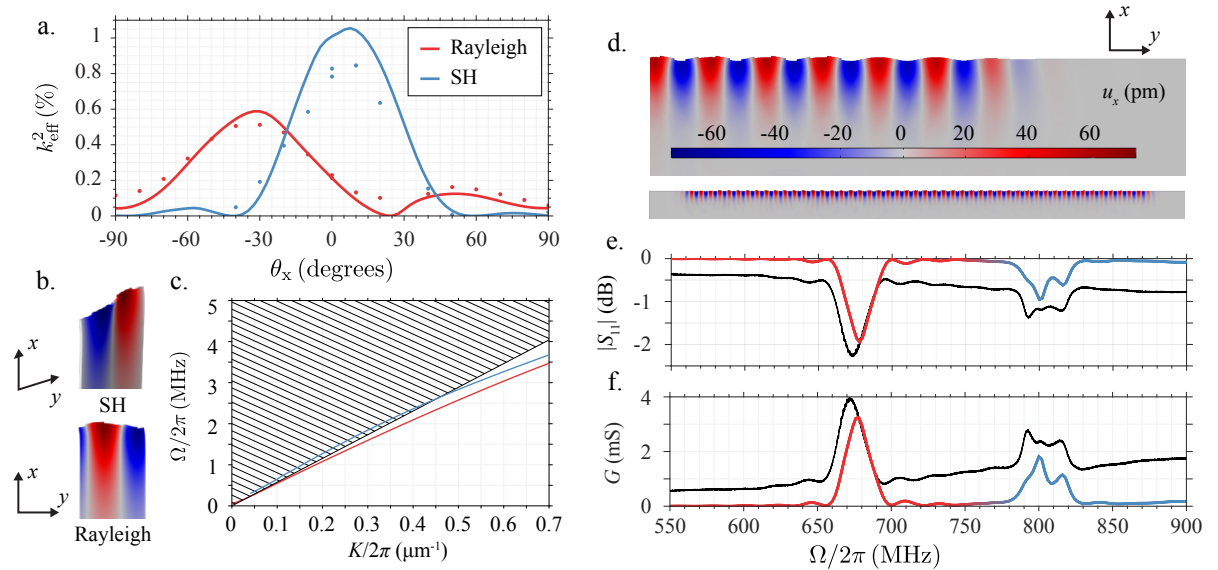 a.
1
0.8
0.6
0.4
0.2
0
k²eff (%)
Rayleigh
SH
-90
-60
-30
0
30
60
90
θx (degrees)
b.
x
y
SH
x
y
Rayleigh
c.
5
4
3
2
1
0
Ω/2π (MHz)
0
0.1
0.2
0.3
0.4
0.5
0.6
0.7
K/2π (μm⁻¹)
d.
x
y
uₓ (pm)
-60
-40
-20
0
20
40
60
e.
0
-1
-2
|S₁₁| (dB)
f.
4
2
0
G (mS)
550
600
650
700
750
800
850
900
Ω/2π (MHz)